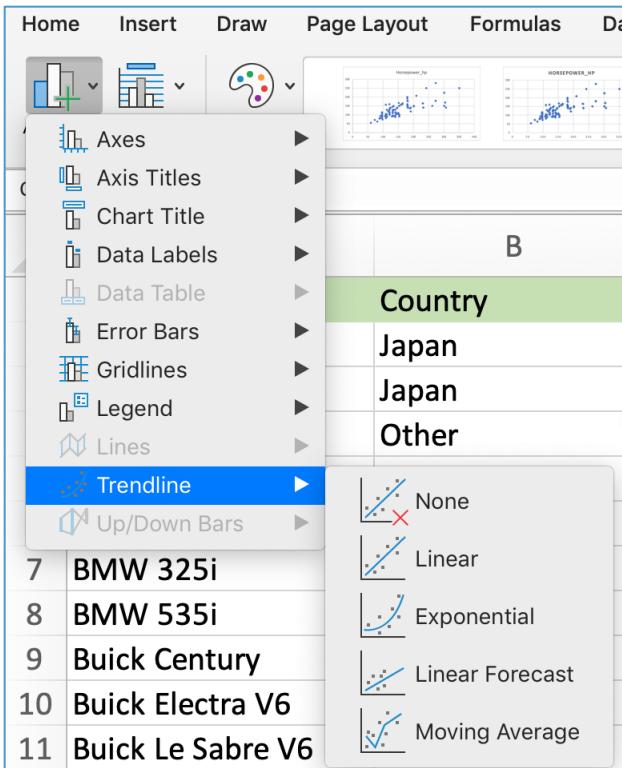 Home Insert Draw Page Layout Formulas
Horsepower_hp
HORSEPOWER_HP
Axes
Axis Titles
Chart Title
Data Labels
Data Table
Error Bars
Gridlines
Legend
Lines
Trendline
Up/Down Bars
B
Country
Japan
Japan
Other
None
Linear
Exponential
Linear Forecast
Moving Average
7 BMW 325i
8 BMW 535i
9 Buick Century
10 Buick Electra V6
11 Buick Le Sabre V6